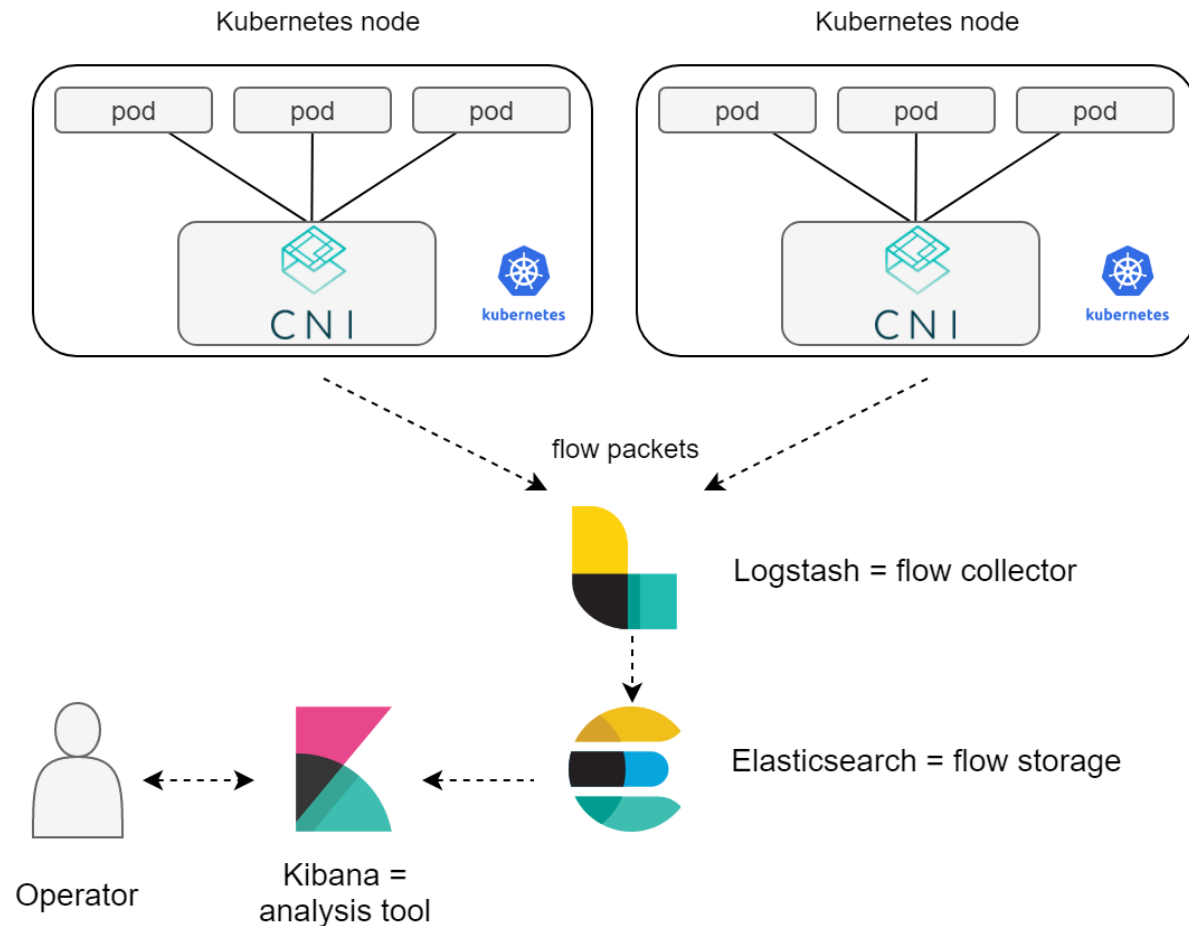 Kubernetes node
Kubernetes node
pod
pod
pod
pod
pod
pod
CNI
kubernetes
CNI
kubernetes
flow packets
Logstash = flow collector
Elasticsearch = flow storage
Operator
Kibana =
analysis tool